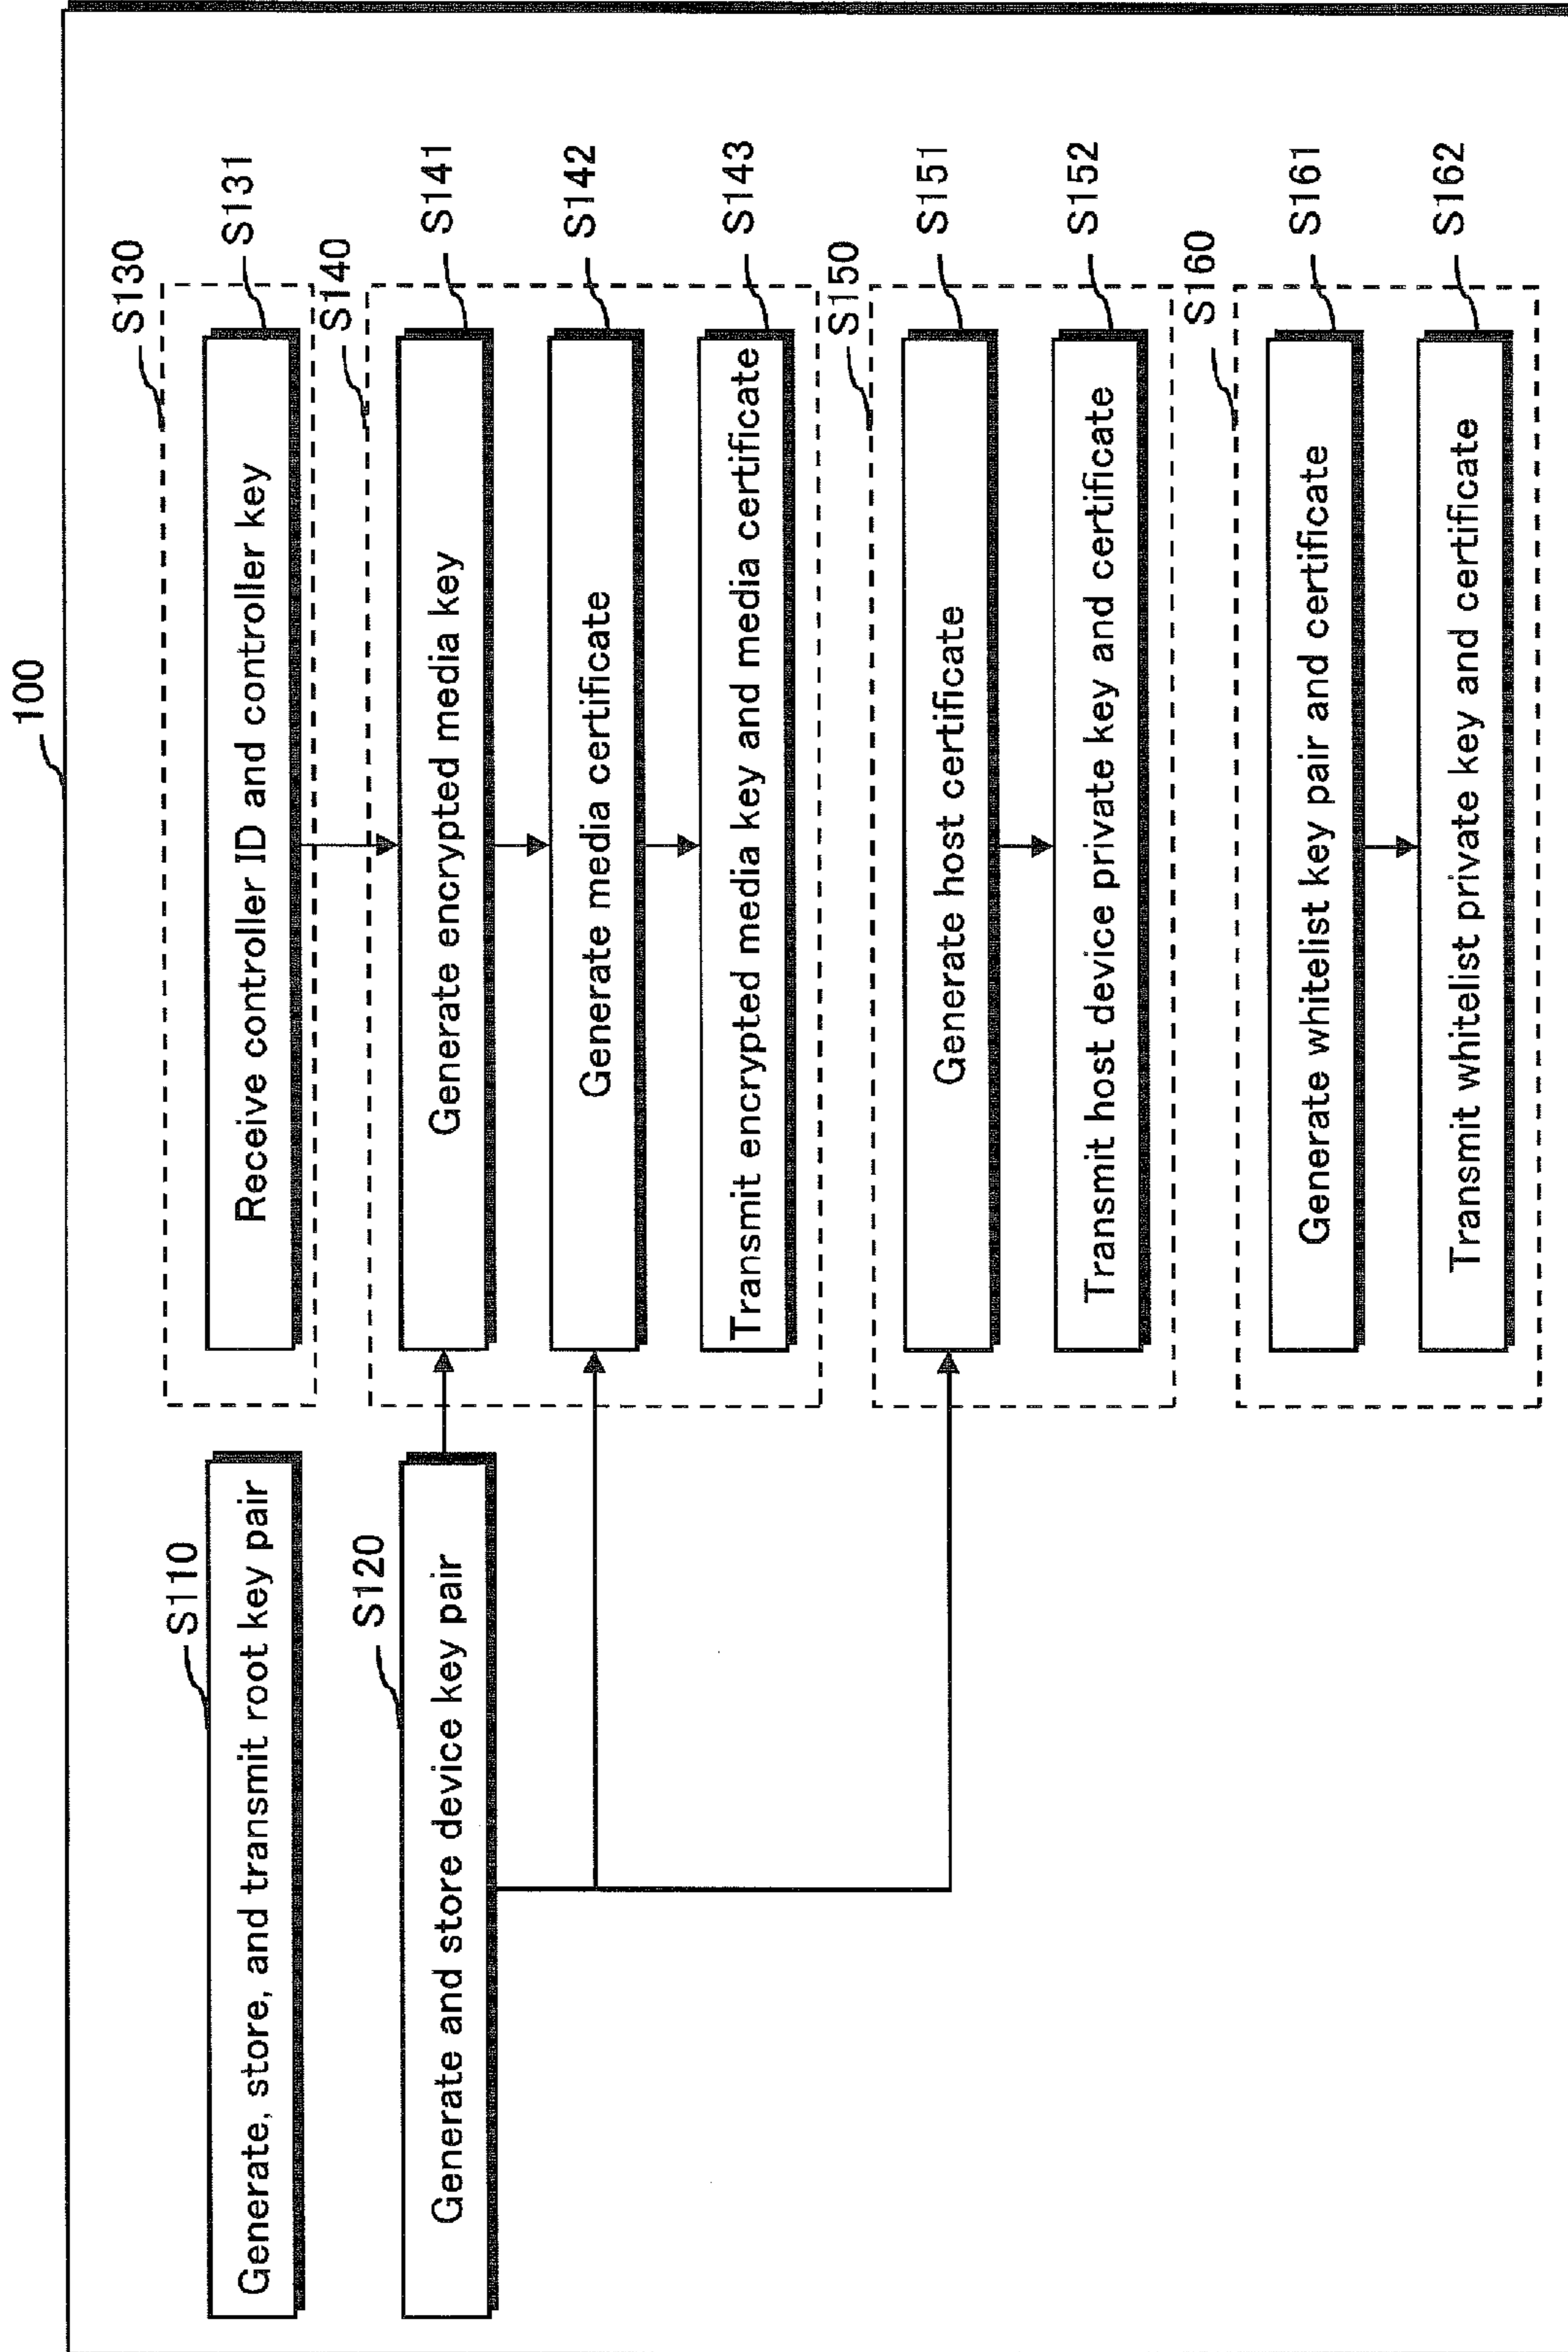 100
S110
Generate, store, and transmit root key pair
S120
Generate and store device key pair
S130
Receive controller ID and controller key
S131
S140
Generate encrypted media key
S141
Generate media certificate
S142
Transmit encrypted media key and media certificate
S143
S150
Generate host certificate
S151
Transmit host device private key and certificate
S152
S160
Generate whitelist key pair and certificate
S161
Transmit whitelist private key and certificate
S162